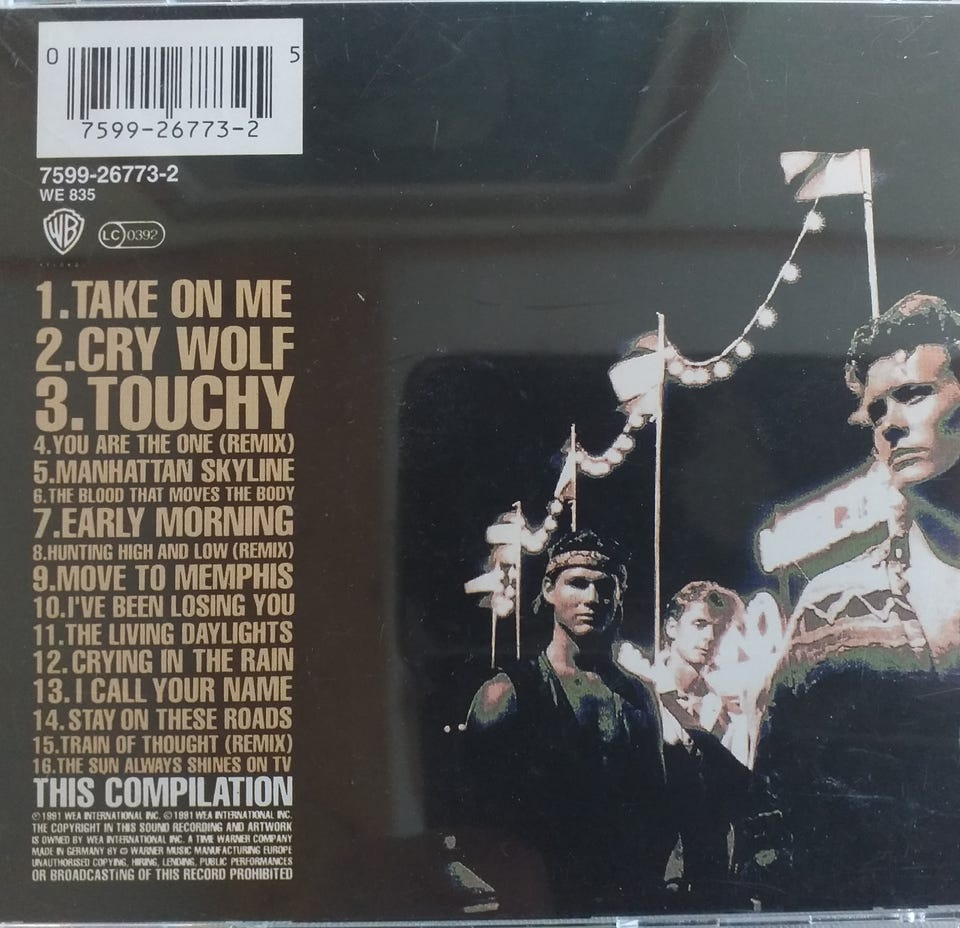 0 5
7599-26773-2
7599-26773-2
WE 835
WB
LC 0392
1.TAKE ON ME
2.CRY WOLF
3.TOUCHY
4.YOU ARE THE ONE (REMIX)
5.MANHATTAN SKYLINE
6.THE BLOOD THAT MOVES THE BODY
7.EARLY MORNING
8.HUNTING HIGH AND LOW (REMIX)
9.MOVE TO MEMPHIS
10.I'VE BEEN LOSING YOU
11.THE LIVING DAYLIGHTS
12.CRYING IN THE RAIN
13.I CALL YOUR NAME
14.STAY ON THESE ROADS
15.TRAIN OF THOUGHT (REMIX)
16.THE SUN ALWAYS SHINES ON TV
THIS COMPILATION
℗1991 WEA INTERNATIONAL INC. ©1991 WEA INTERNATIONAL INC.
THE COPYRIGHT IN THIS SOUND RECORDING AND ARTWORK
IS OWNED BY WEA INTERNATIONAL INC. A TIME WARNER COMPANY
MADE IN GERMANY BY WARNER MUSIC MANUFACTURING EUROPE
UNAUTHORISED COPYING, HIRING, LENDING, PUBLIC PERFORMANCES
OR BROADCASTING OF THIS RECORD PROHIBITED